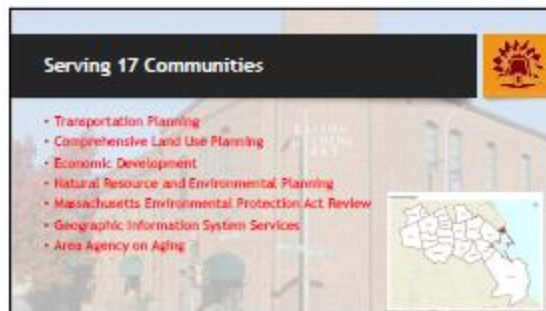 Serving 17 Communities
• Transportation Planning
• Comprehensive Land Use Planning
• Economic Development
• Natural Resource and Environmental Planning
• Massachusetts Environmental Protection Act Review
• Geographic Information System Services
• Area Agency on Aging